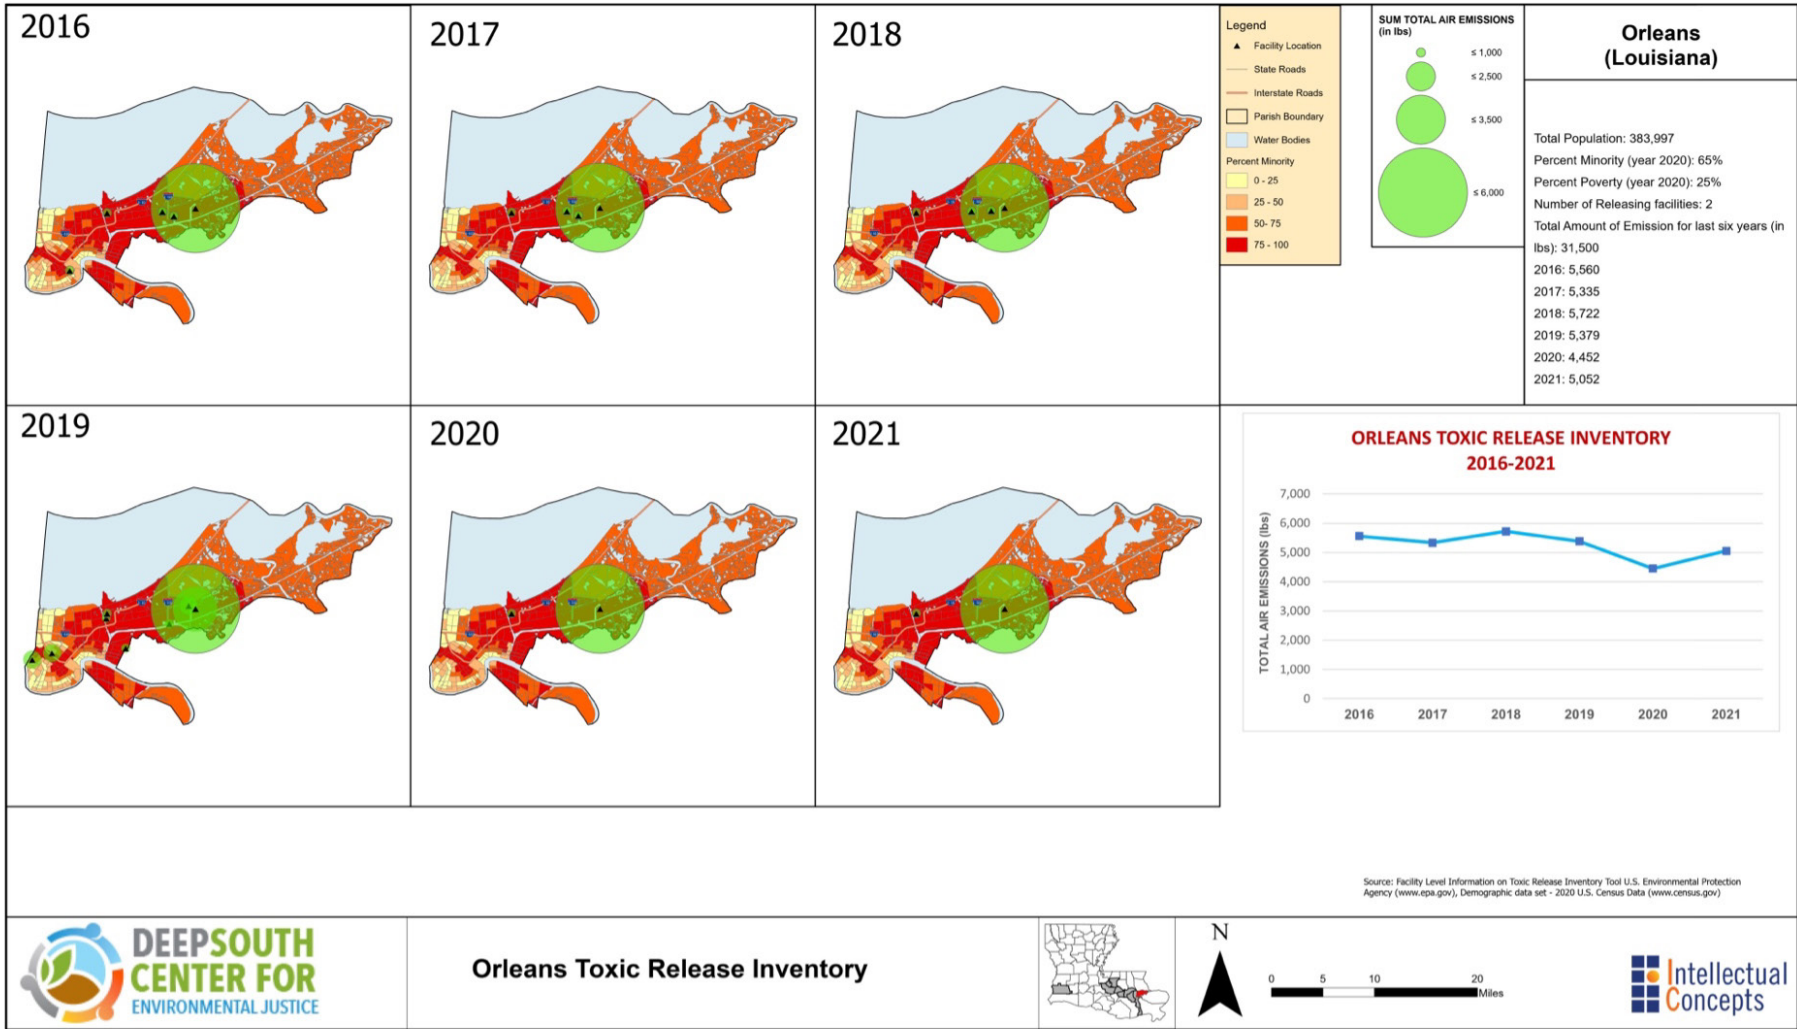 2016
2017
2018
Legend
Facility Location
State Roads
Interstate Roads
Parish Boundary
Water Bodies
Percent Minority
0 - 25
25 - 50
50- 75
75 - 100
SUM TOTAL AIR EMISSIONS
(in lbs)
≤ 1,000
≤ 2,500
≤ 3,500
≤ 6,000
Orleans
(Louisiana)
Total Population: 383,997
Percent Minority (year 2020): 65%
Percent Poverty (year 2020): 25%
Number of Releasing facilities: 2
Total Amount of Emission for last six years (in
lbs): 31,500
2016: 5,560
2017: 5,335
2018: 5,722
2019: 5,379
2020: 4,452
2021: 5,052
2019
2020
2021
ORLEANS TOXIC RELEASE INVENTORY
2016-2021
TOTAL AIR EMISSIONS (lbs)
7,000
6,000
5,000
4,000
3,000
2,000
1,000
0
2016 2017 2018 2019 2020 2021
Source: Facility Level Information on Toxic Release Inventory Tool U.S. Environmental Protection
Agency (www.epa.gov), Demographic data set - 2020 U.S. Census Data (www.census.gov)
DEEPSOUTH
CENTER FOR
ENVIRONMENTAL JUSTICE
Orleans Toxic Release Inventory
N
0 5 10 20
Miles
Intellectual
Concepts